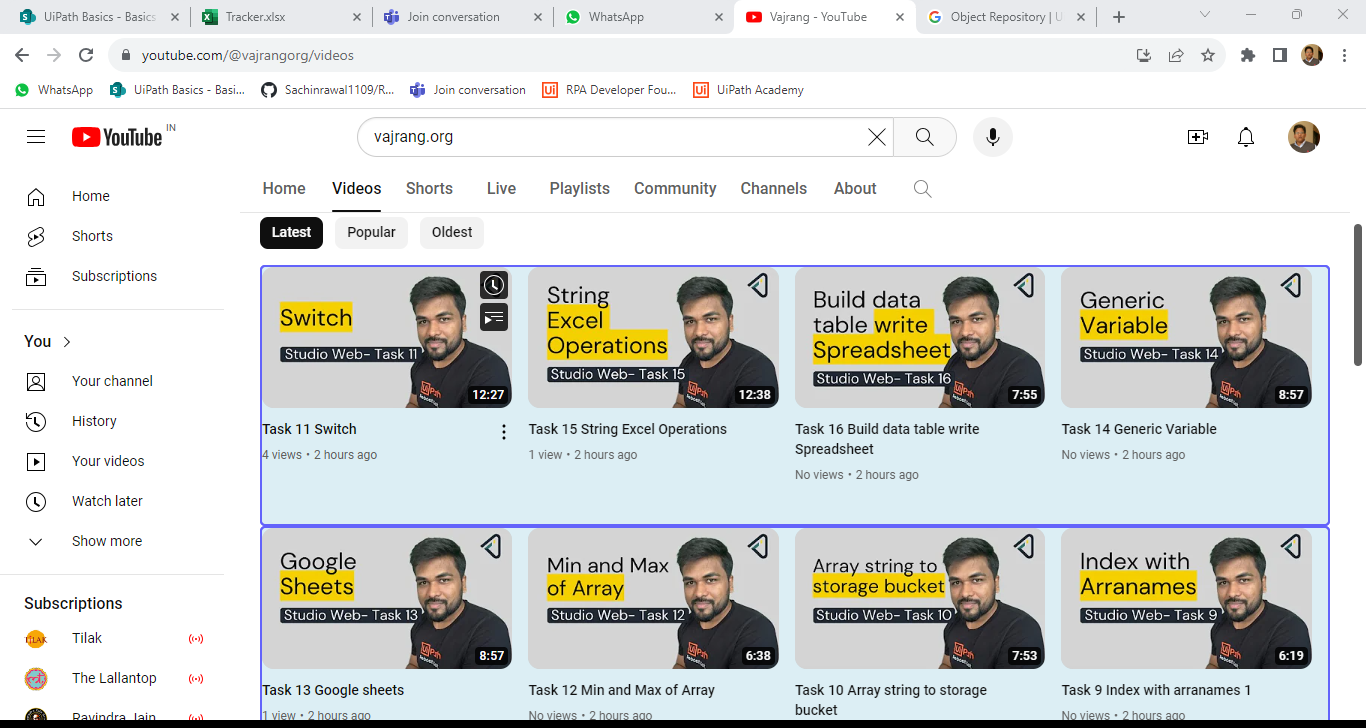 UiPath Basics - Basics
Tracker.xlsx
Join conversation
WhatsApp
Vajrang - YouTube
Object Repository | U
youtube.com/@vajrangorg/videos
WhatsApp
UiPath Basics - Basi...
Sachinrawal1109/R...
Join conversation
RPA Developer Fou...
UiPath Academy
YouTube IN
vajrang.org
Home
Shorts
Subscriptions
You
Your channel
History
Your videos
Watch later
Show more
Subscriptions
Tilak
The Lallantop
Ravindra Jain
Home Videos Shorts Live Playlists Community Channels About
Latest Popular Oldest
Switch
Studio Web- Task 11
12:27
Task 11 Switch
4 views • 2 hours ago
String
Excel
Operations
Studio Web- Task 15
12:38
Task 15 String Excel Operations
1 view • 2 hours ago
Build data
table write
Spreadsheet
Studio Web- Task 16
7:55
Task 16 Build data table write
Spreadsheet
No views • 2 hours ago
Generic
Variable
Studio Web- Task 14
8:57
Task 14 Generic Variable
No views • 2 hours ago
Google
Sheets
Studio Web- Task 13
8:57
Task 13 Google sheets
1 view • 2 hours ago
Min and Max
of Array
Studio Web- Task 12
6:38
Task 12 Min and Max of Array
No views • 2 hours ago
Array string to
storage bucket
Studio Web- Task 10
7:53
Task 10 Array string to storage
bucket
Index with
Arranames
Studio Web- Task 9
6:19
Task 9 Index with arranames 1
No views • 2 hours ago